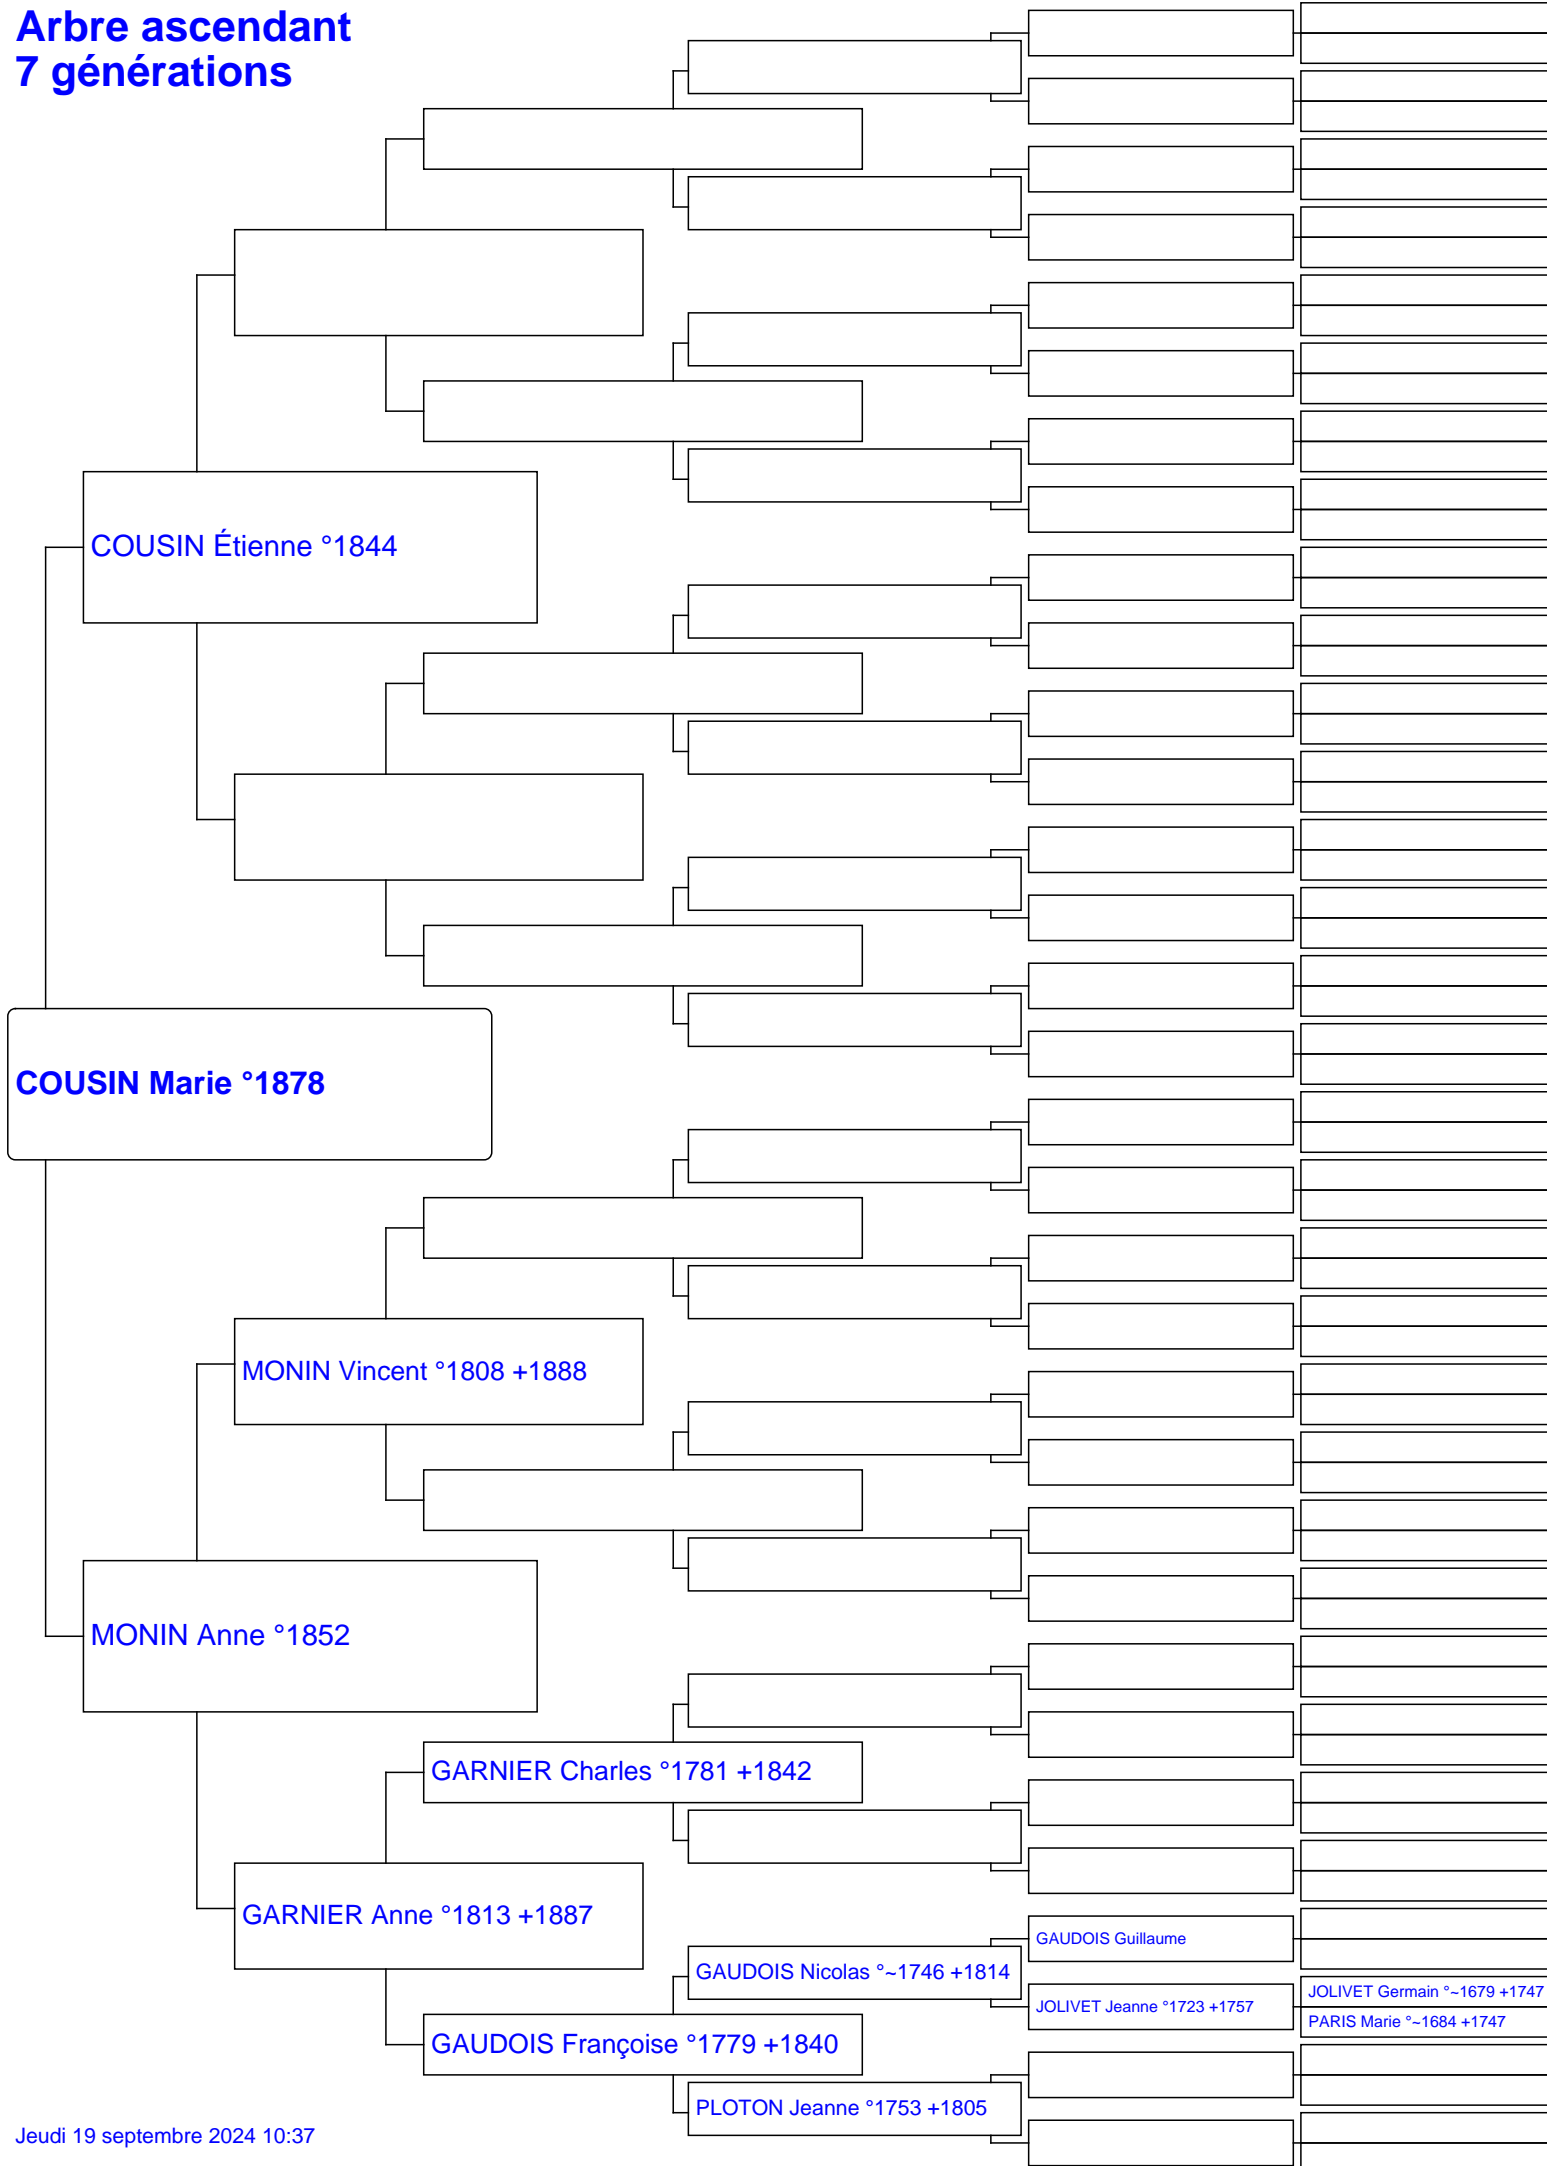 Arbre ascendant
7 générations
COUSIN Étienne °1844
COUSIN Marie °1878
MONIN Vincent °1808 +1888
MONIN Anne °1852
GARNIER Charles °1781 +1842
GARNIER Anne °1813 +1887
GAUDOIS Guillaume
GAUDOIS Nicolas °~1746 +1814
JOLIVET Germain °~1679 +1747
JOLIVET Jeanne °1723 +1757
PARIS Marie °~1684 +1747
GAUDOIS Françoise °1779 +1840
PLOTON Jeanne °1753 +1805
Jeudi 19 septembre 2024 10:37